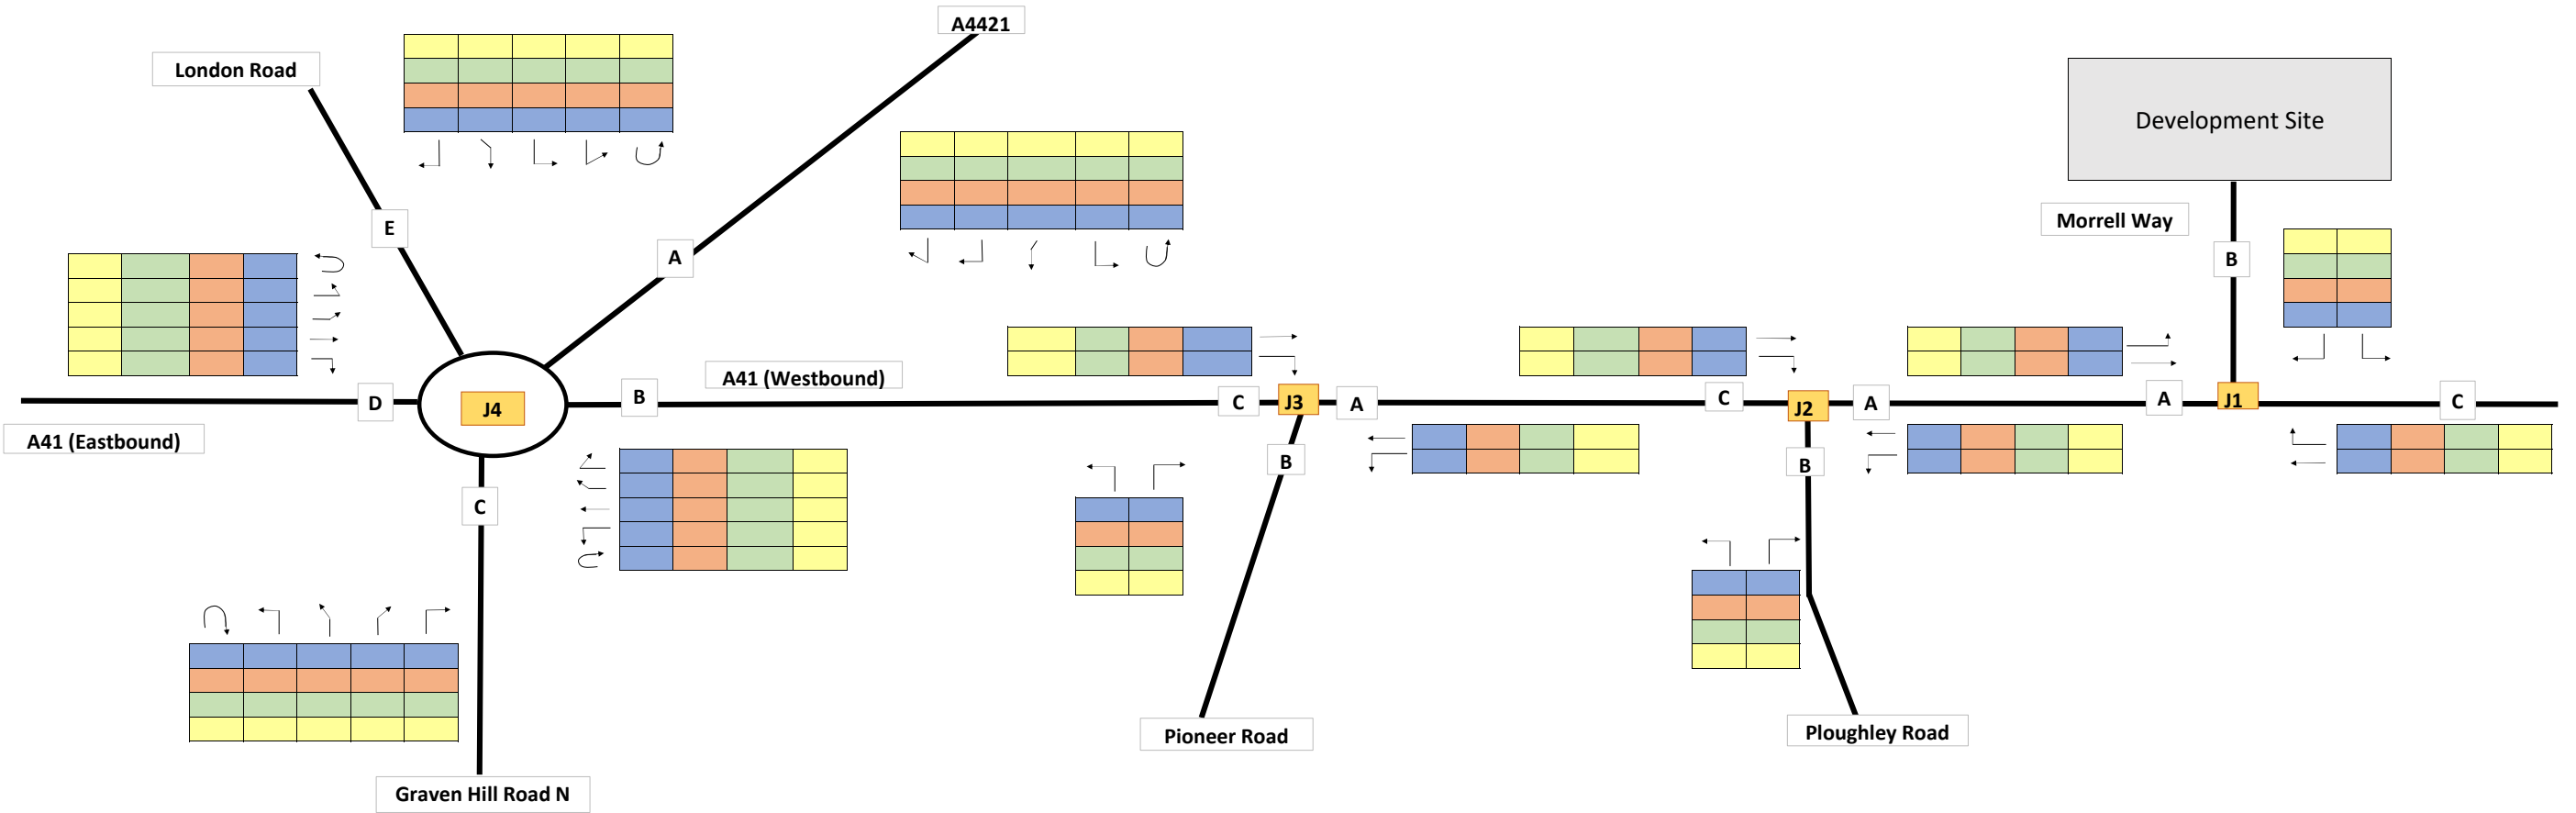 A4421
London Road
Development Site
Morrell Way
E
A
B
A41 (Westbound)
D
J4
B
C
J3
A
C
J2
A
A
J1
C
A41 (Eastbound)
B
B
C
Pioneer Road
Ploughley Road
Graven Hill Road N